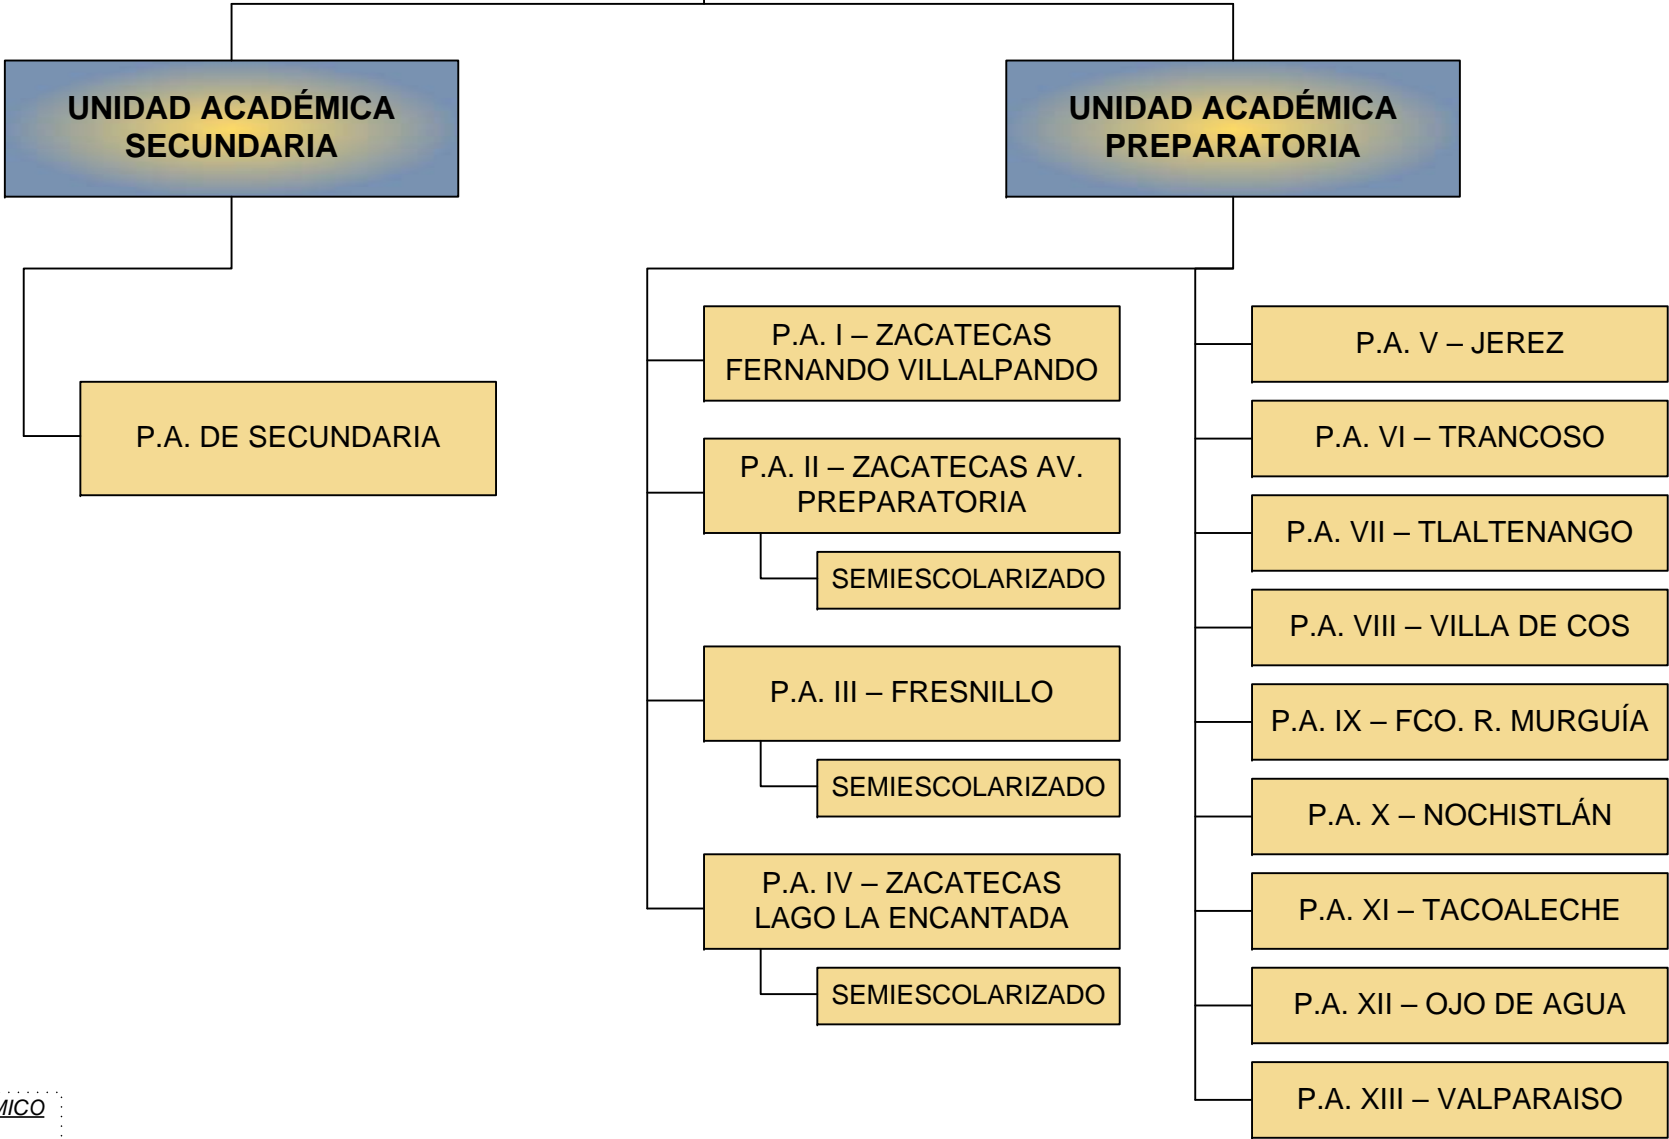 UNIDAD ACADÉMICA
SECUNDARIA
P.A. DE SECUNDARIA
UNIDAD ACADÉMICA
PREPARATORIA
P.A. I – ZACATECAS
FERNANDO VILLALPANDO
P.A. II – ZACATECAS AV.
PREPARATORIA
SEMIESCOLARIZADO
P.A. III – FRESNILLO
SEMIESCOLARIZADO
P.A. IV – ZACATECAS
LAGO LA ENCANTADA
SEMIESCOLARIZADO
P.A. V – JEREZ
P.A. VI – TRANCOSO
P.A. VII – TLALTENANGO
P.A. VIII – VILLA DE COS
P.A. IX – FCO. R. MURGUÍA
P.A. X – NOCHISTLÁN
P.A. XI – TACOALECHE
P.A. XII – OJO DE AGUA
P.A. XIII – VALPARAISO